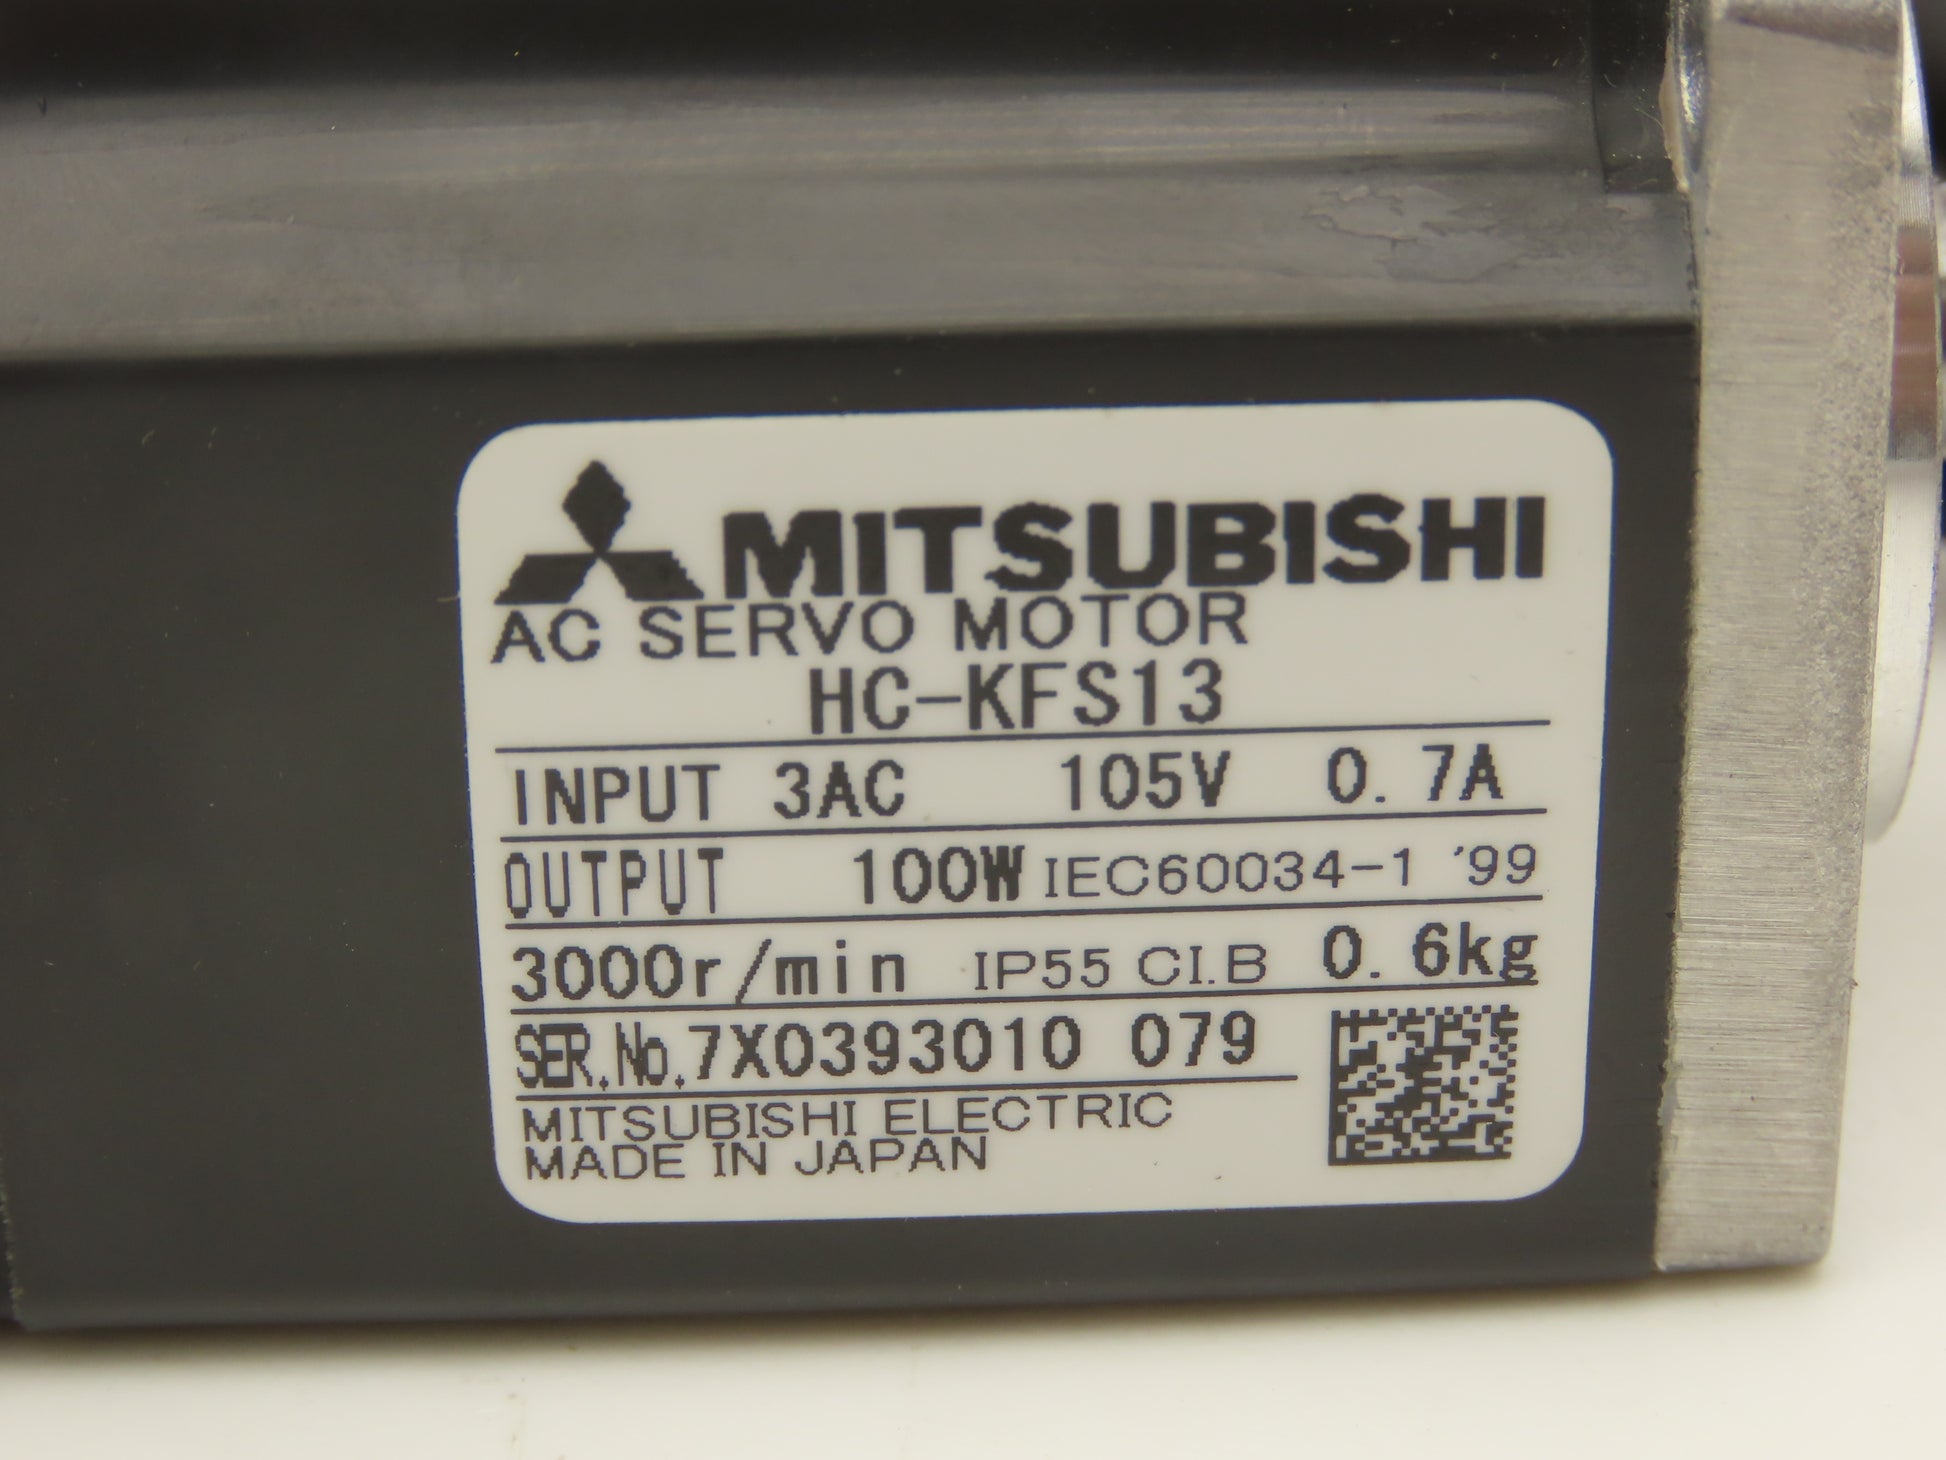 MITSUBISHI
AC SERVO MOTOR
HC-KFS13
INPUT 3AC 105V 0.7A
OUTPUT 100W IEC60034-1 '99
3000r/min IP55 CI.B 0.6kg
SER.No.7X0393010 079
MITSUBISHI ELECTRIC
MADE IN JAPAN